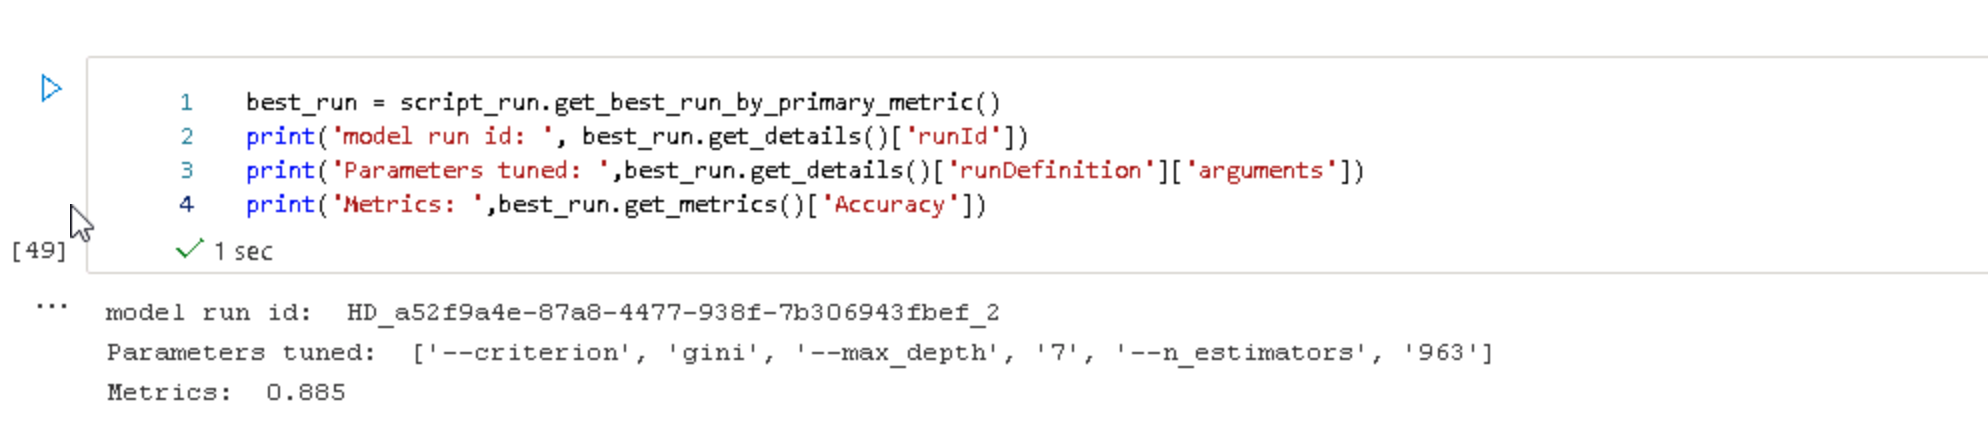 1 best_run = script_run.get_best_run_by_primary_metric()
2 print('model run id: ', best_run.get_details()['runId'])
3 print('Parameters tuned: ',best_run.get_details()['runDefinition']['arguments'])
4 print('Metrics: ',best_run.get_metrics()['Accuracy'])
[49] ✓ 1 sec
... model run id:  HD_a52f9a4e-87a8-4477-938f-7b306943fbef_2
Parameters tuned:  ['--criterion', 'gini', '--max_depth', '7', '--n_estimators', '963']
Metrics:  0.885